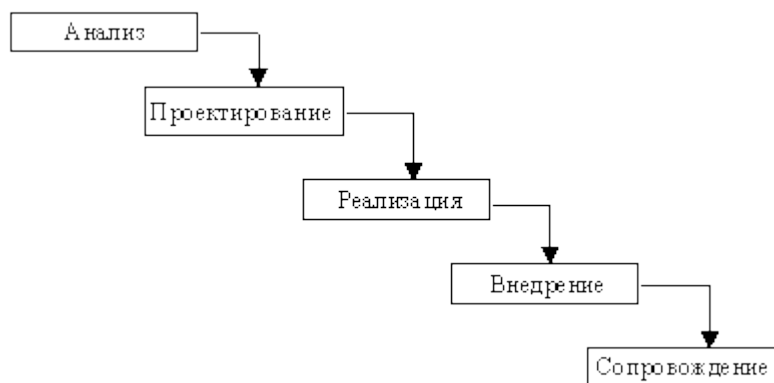 Анализ
Проектирование
Реализация
Внедрение
Сопровождение